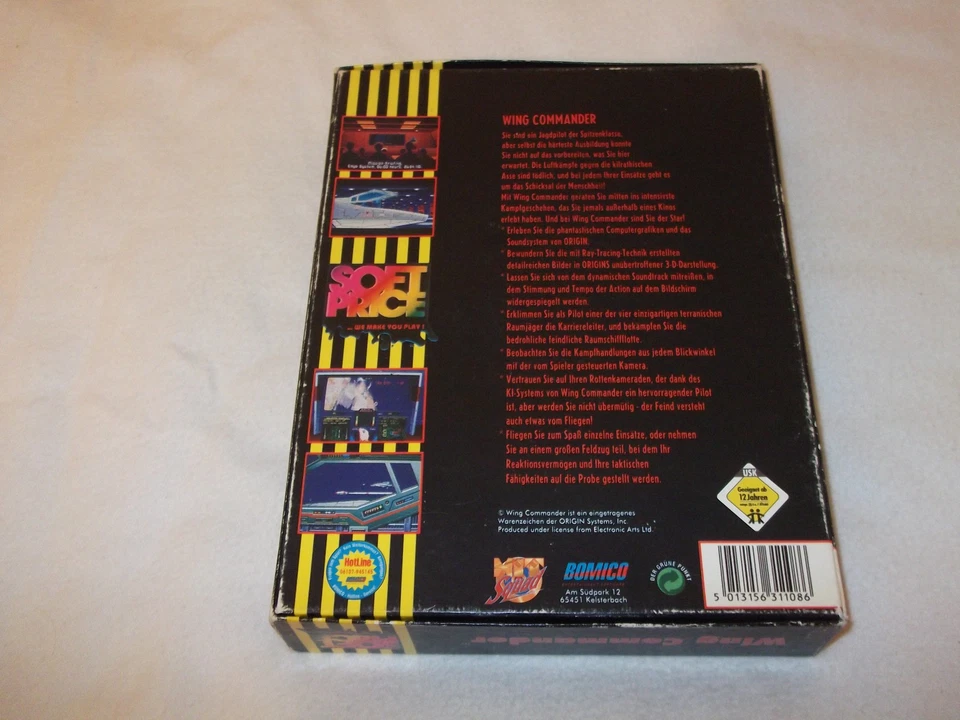 WING COMMANDER
Sie sind ein Jagdpilot der Spitzenklasse,
aber selbst die härteste Ausbildung konnte
Sie nicht auf das vorbereiten, was Sie hier
erwartet. Die Luftkämpfe gegen die kilrathischen
Asse sind tödlich, und bei jedem Ihrer Einsätze geht es
um das Schicksal der Menschheit!
Mit Wing Commander geraten Sie mitten ins intensivste
Kampfgeschehen, das Sie jemals außerhalb eines Kinos
erlebt haben. Und bei Wing Commander sind Sie der Star!
* Erleben Sie die phantastischen Computergrafiken und das
Soundsystem von ORIGIN.
* Bewundern Sie die mit Ray-Tracing-Technik erstellten
detailreichen Bilder in ORIGINS unübertroffener 3-D-Darstellung.
* Lassen Sie sich von dem dynamischen Soundtrack mitreißen, in
dem Stimmung und Tempo der Action auf dem Bildschirm
widergespiegelt werden.
* Erklimmen Sie als Pilot einer der vier einzigartigen terranischen
Raumjäger die Karriereleiter, und bekämpfen Sie die
bedrohliche feindliche Raumschifflotte.
* Beobachten Sie die Kampfhandlungen aus jedem Blickwinkel
mit der vom Spieler gesteuerten Kamera.
* Vertrauen Sie auf Ihren Rottenkameraden, der dank des
KI-Systems von Wing Commander ein hervorragender Pilot
ist, aber werden Sie nicht übermütig - der Feind versteht
auch etwas vom Fliegen!
* Fliegen Sie zum Spaß einzelne Einsätze, oder nehmen
Sie an einem großen Feldzug teil, bei dem Ihr
Reaktionsvermögen und Ihre taktischen
Fähigkeiten auf die Probe gestellt werden.
© Wing Commander ist ein eingetragenes
Warenzeichen der ORIGIN Systems, Inc.
Produced under license from Electronic Arts Ltd.
SOFT
PRICE
... WE MAKE YOU PLAY!
USK
Geeignet ab
12 Jahren
HotLine
BOMICO
Squad
BOMICO
Am Südpark 12
65451 Kelsterbach
DER GRÜNE PUNKT
5 013156 311086
Wing Commander